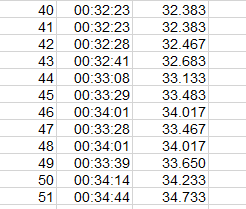 40 00:32:23 32.383
41 00:32:23 32.383
42 00:32:28 32.467
43 00:32:41 32.683
44 00:33:08 33.133
45 00:33:29 33.483
46 00:34:01 34.017
47 00:33:28 33.467
48 00:34:01 34.017
49 00:33:39 33.650
50 00:34:14 34.233
51 00:34:44 34.733